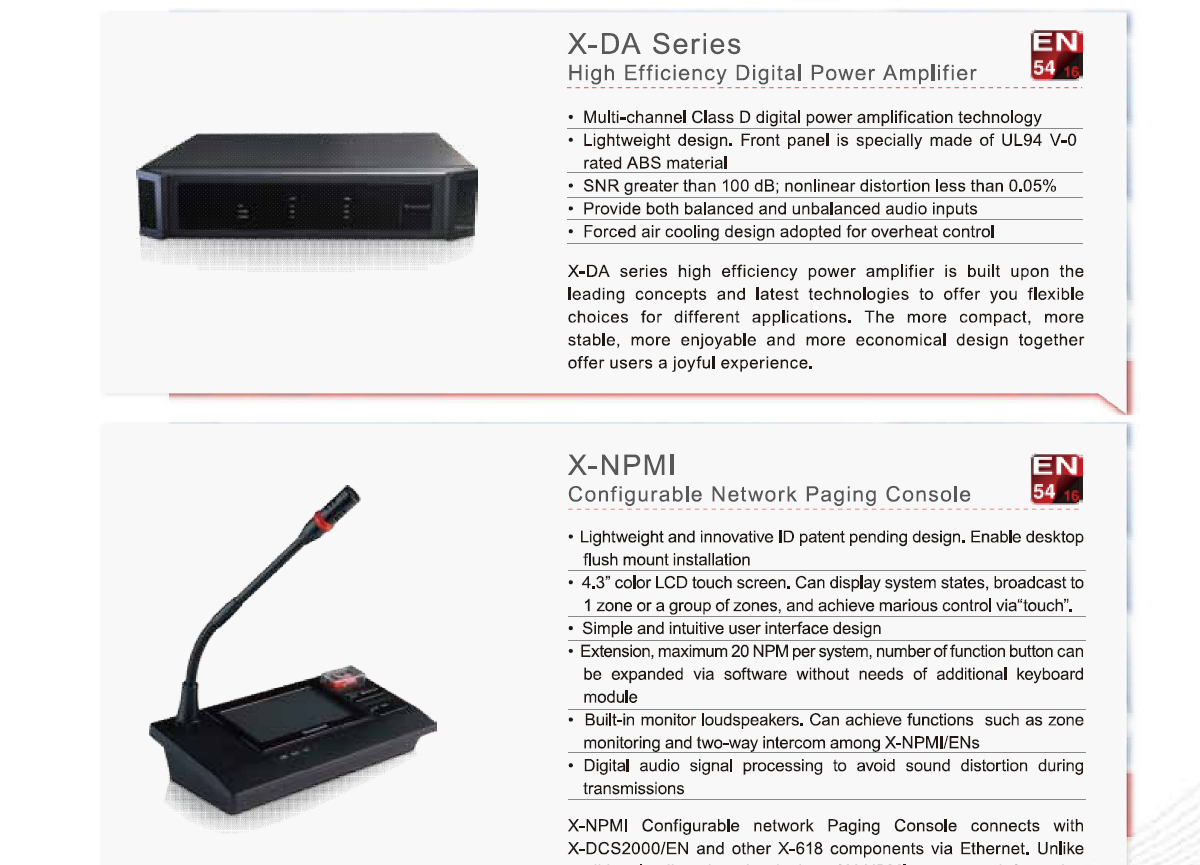 X-DA Series
High Efficiency Digital Power Amplifier
EN
54 16
• Multi-channel Class D digital power amplification technology
• Lightweight design. Front panel is specially made of UL94 V-0
rated ABS material
• SNR greater than 100 dB; nonlinear distortion less than 0.05%
• Provide both balanced and unbalanced audio inputs
• Forced air cooling design adopted for overheat control
X-DA series high efficiency power amplifier is built upon the
leading concepts and latest technologies to offer you flexible
choices for different applications. The more compact, more
stable, more enjoyable and more economical design together
offer users a joyful experience.
X-NPMI
Configurable Network Paging Console
EN
54 16
• Lightweight and innovative ID patent pending design. Enable desktop
flush mount installation
• 4.3” color LCD touch screen. Can display system states, broadcast to
1 zone or a group of zones, and achieve marious control via“touch”.
• Simple and intuitive user interface design
• Extension, maximum 20 NPM per system, number of function button can
be expanded via software without needs of additional keyboard
module
• Built-in monitor loudspeakers. Can achieve functions such as zone
monitoring and two-way intercom among X-NPMI/ENs
• Digital audio signal processing to avoid sound distortion during
transmissions
X-NPMI Configurable network Paging Console connects with
X-DCS2000/EN and other X-618 components via Ethernet. Unlike